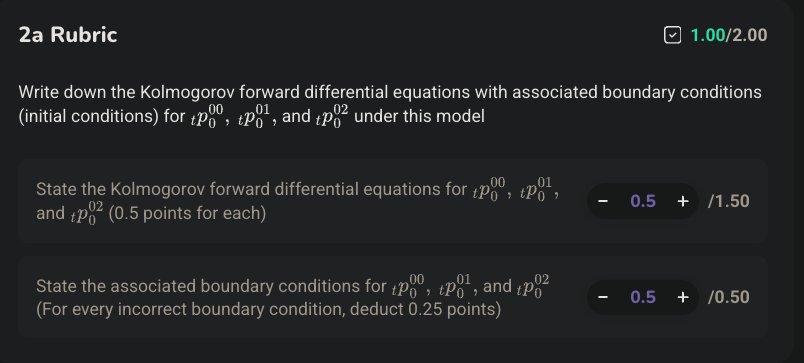 2a Rubric
1.00/2.00
Write down the Kolmogorov forward differential equations with associated boundary conditions
(initial conditions) for $_tp_0^{00}$, $_tp_0^{01}$, and $_tp_0^{02}$ under this model
State the Kolmogorov forward differential equations for $_tp_0^{00}$, $_tp_0^{01}$,
and $_tp_0^{02}$ (0.5 points for each)
− 0.5 + /1.50
State the associated boundary conditions for $_tp_0^{00}$, $_tp_0^{01}$, and $_tp_0^{02}$
(For every incorrect boundary condition, deduct 0.25 points)
− 0.5 + /0.50